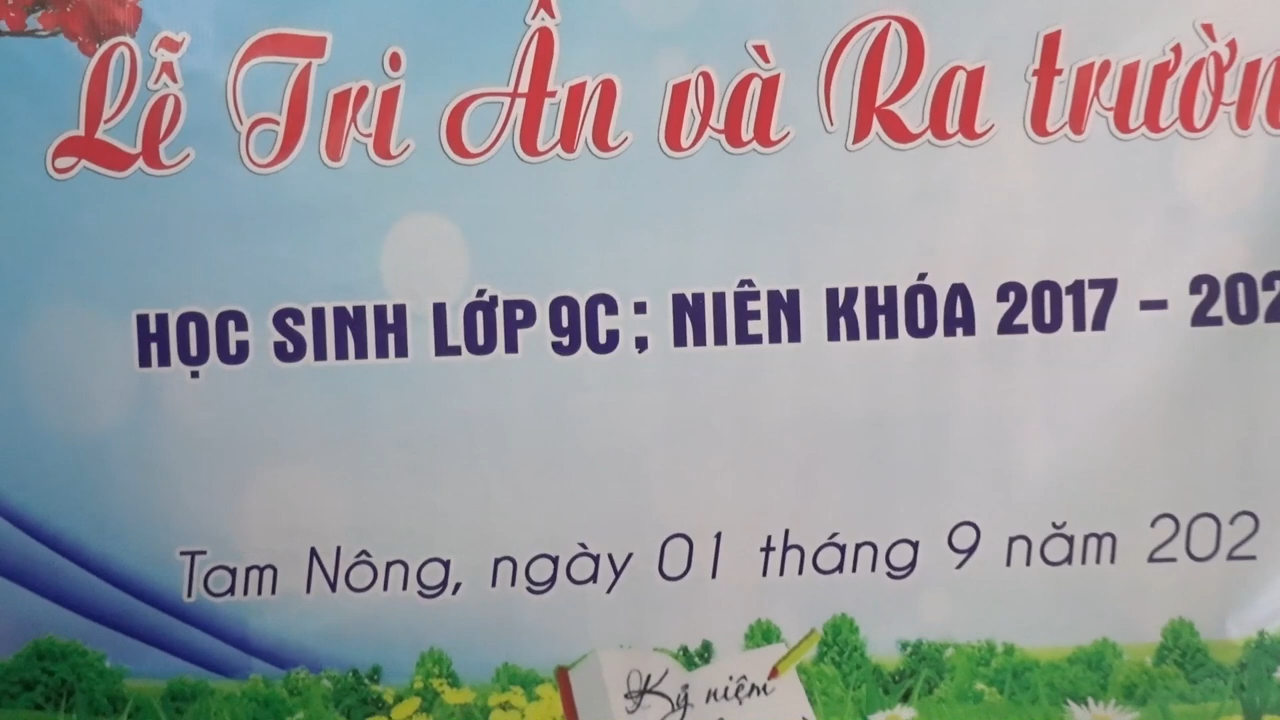 Lễ Tri Ân và Ra trườn
HỌC SINH LỚP 9C; NIÊN KHÓA 2017 - 202
Tam Nông, ngày 01 tháng 9 năm 202
Kỷ niệm